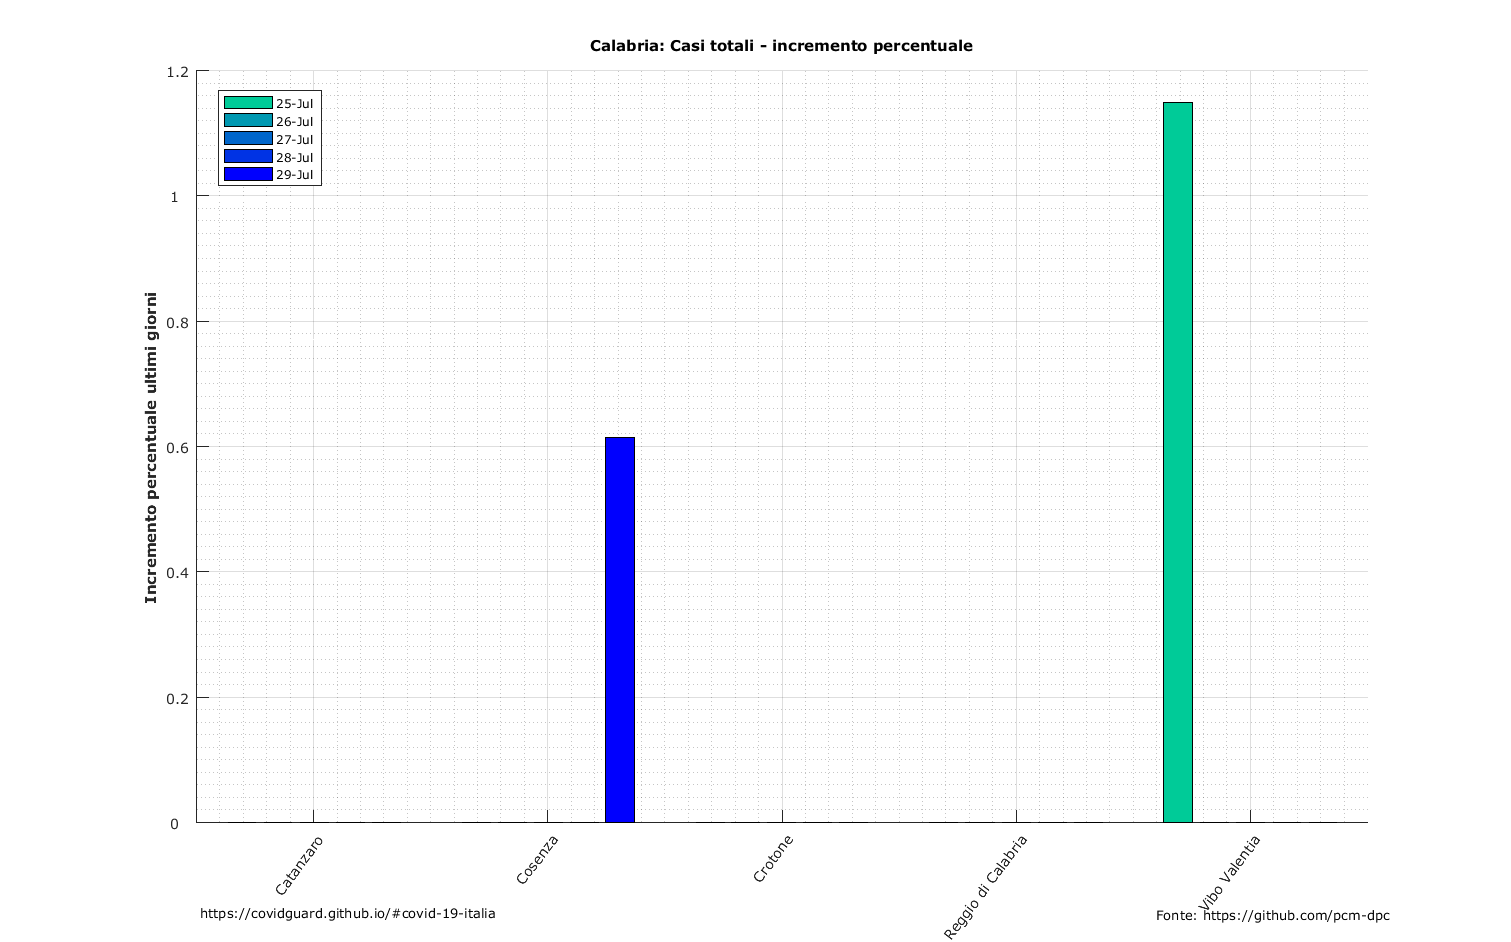 Calabria: Casi totali - incremento percentuale
1.2
1
0.8
0.6
0.4
0.2
0
Incremento percentuale ultimi giorni
25-Jul
26-Jul
27-Jul
28-Jul
29-Jul
Catanzaro
Cosenza
Crotone
Reggio di Calabria
Vibo Valentia
https://covidguard.github.io/#covid-19-italia
Fonte: https://github.com/pcm-dpc